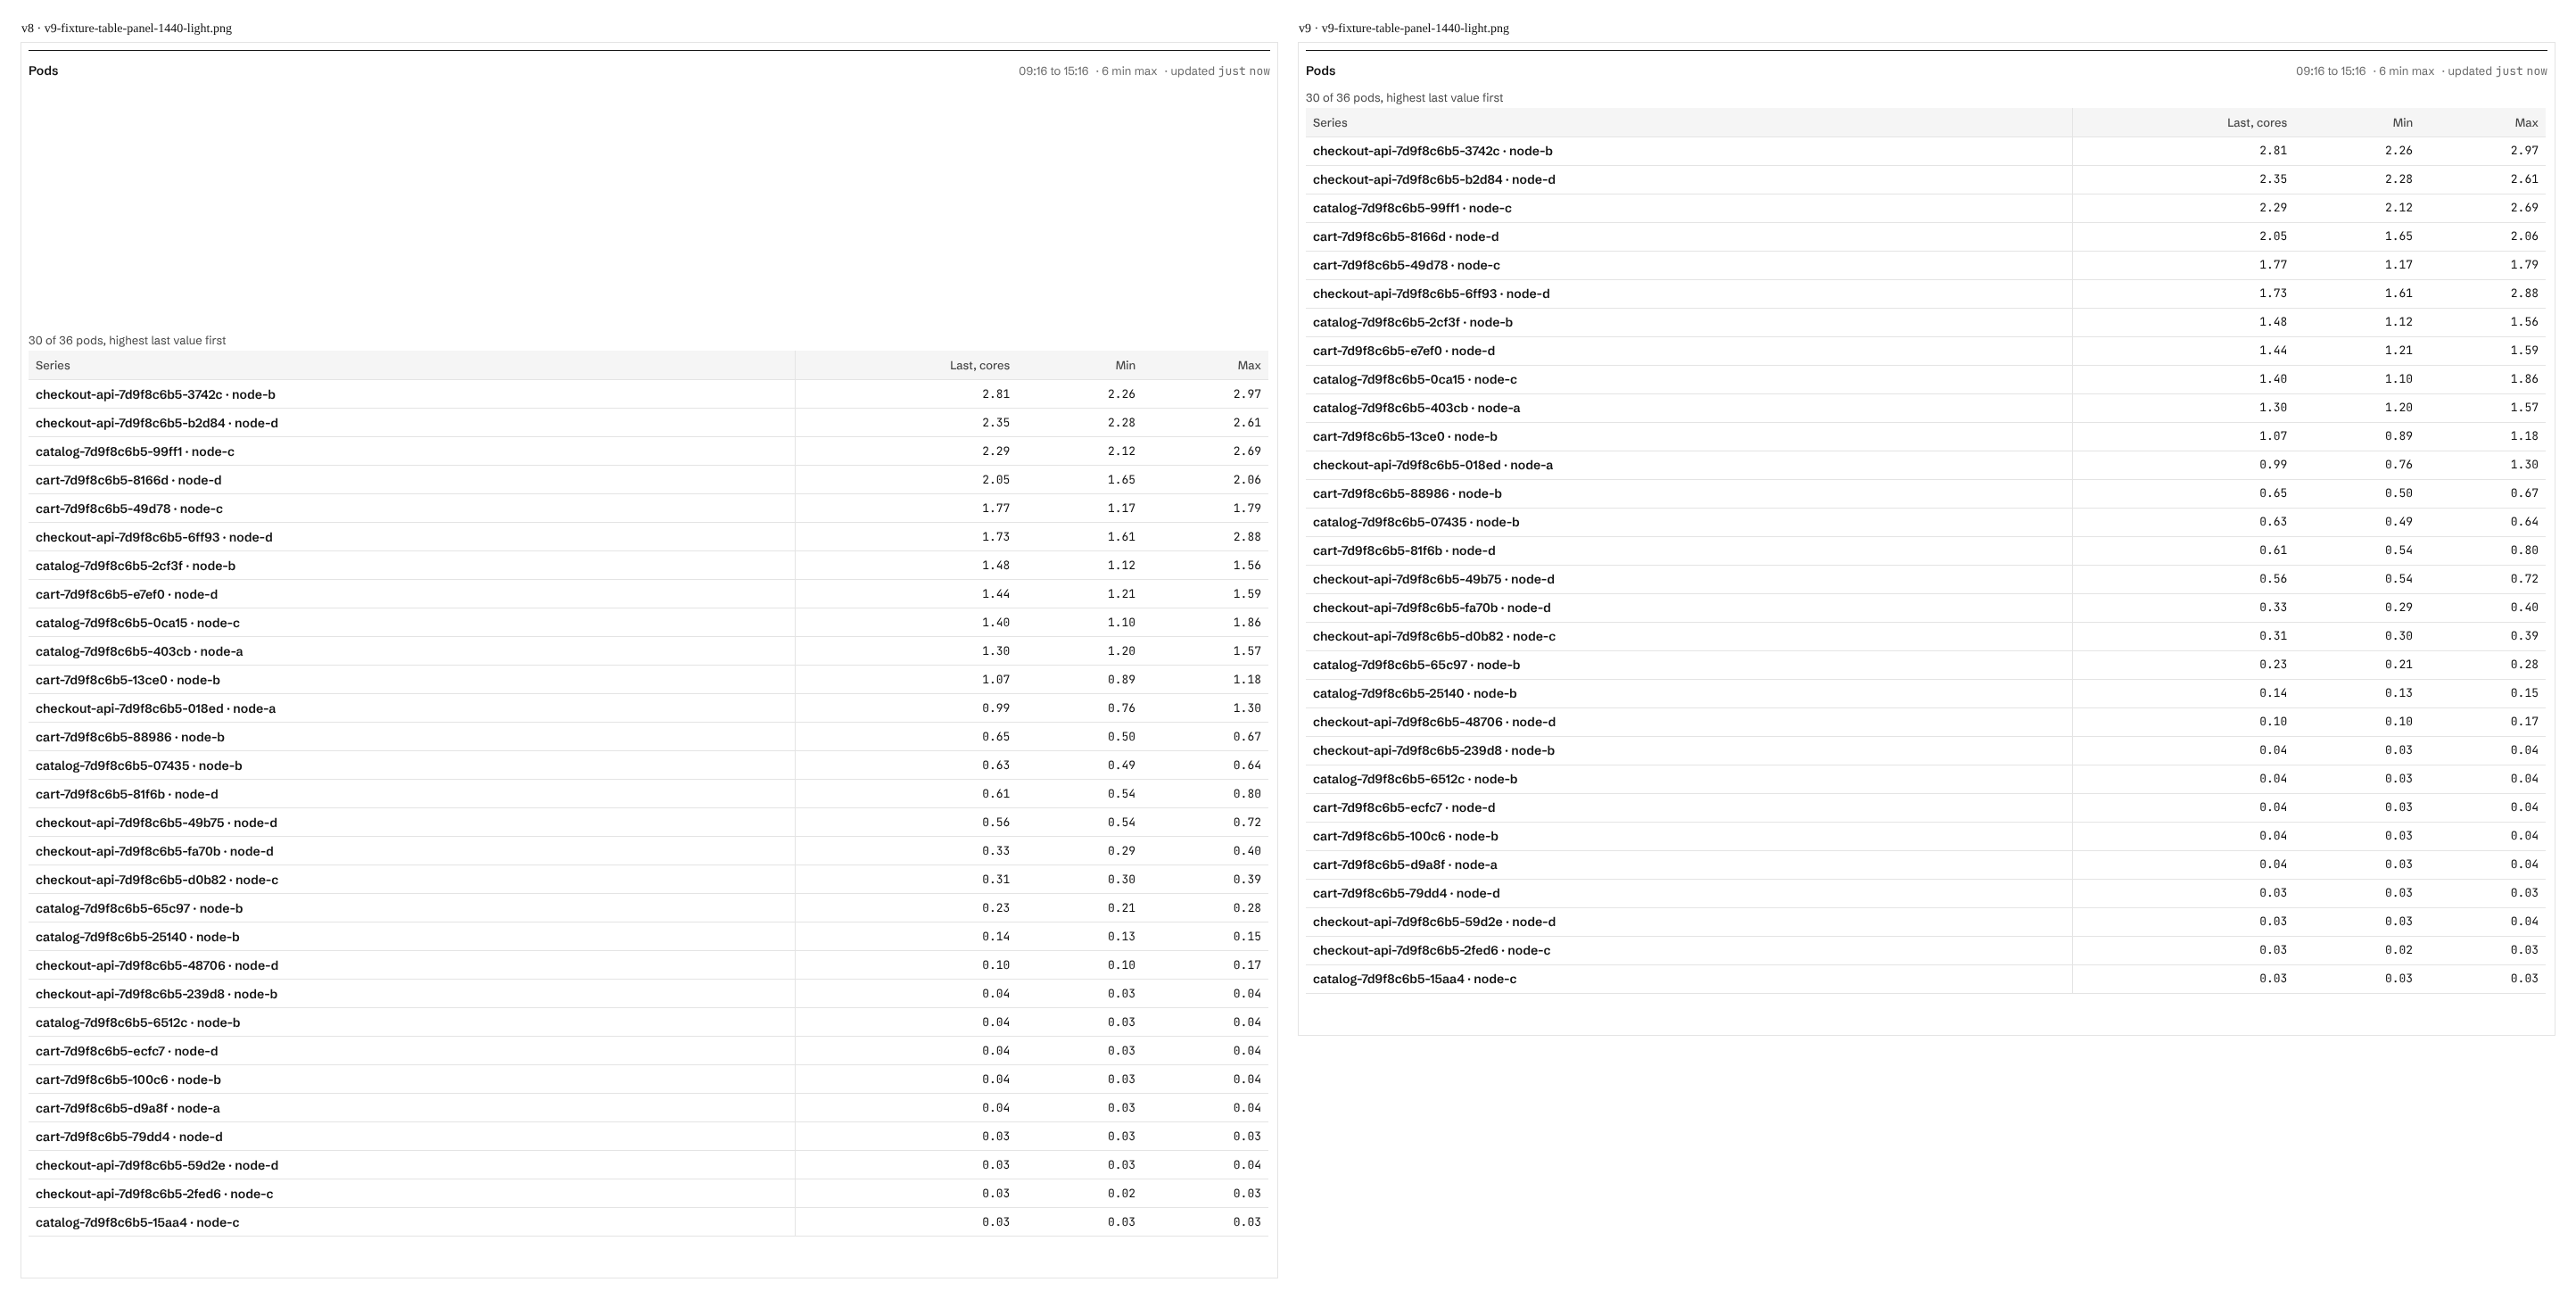 v8 · v9-fixture-table-panel-1440-light.png
Pods 09:16 to 15:16 · 6 min max · updated just now
30 of 36 pods, highest last value first
Series Last, cores Min Max
checkout-api-7d9f8c6b5-3742c · node-b 2.81 2.26 2.97
checkout-api-7d9f8c6b5-b2d84 · node-d 2.35 2.28 2.61
catalog-7d9f8c6b5-99ff1 · node-c 2.29 2.12 2.69
cart-7d9f8c6b5-8166d · node-d 2.05 1.65 2.06
cart-7d9f8c6b5-49d78 · node-c 1.77 1.17 1.79
checkout-api-7d9f8c6b5-6ff93 · node-d 1.73 1.61 2.88
catalog-7d9f8c6b5-2cf3f · node-b 1.48 1.12 1.56
cart-7d9f8c6b5-e7ef0 · node-d 1.44 1.21 1.59
catalog-7d9f8c6b5-0ca15 · node-c 1.40 1.10 1.86
catalog-7d9f8c6b5-403cb · node-a 1.30 1.20 1.57
cart-7d9f8c6b5-13ce0 · node-b 1.07 0.89 1.18
checkout-api-7d9f8c6b5-018ed · node-a 0.99 0.76 1.30
cart-7d9f8c6b5-88986 · node-b 0.65 0.50 0.67
catalog-7d9f8c6b5-07435 · node-b 0.63 0.49 0.64
cart-7d9f8c6b5-81f6b · node-d 0.61 0.54 0.80
checkout-api-7d9f8c6b5-49b75 · node-d 0.56 0.54 0.72
checkout-api-7d9f8c6b5-fa70b · node-d 0.33 0.29 0.40
checkout-api-7d9f8c6b5-d0b82 · node-c 0.31 0.30 0.39
catalog-7d9f8c6b5-65c97 · node-b 0.23 0.21 0.28
catalog-7d9f8c6b5-25140 · node-b 0.14 0.13 0.15
checkout-api-7d9f8c6b5-48706 · node-d 0.10 0.10 0.17
checkout-api-7d9f8c6b5-239d8 · node-b 0.04 0.03 0.04
catalog-7d9f8c6b5-6512c · node-b 0.04 0.03 0.04
cart-7d9f8c6b5-ecfc7 · node-d 0.04 0.03 0.04
cart-7d9f8c6b5-100c6 · node-b 0.04 0.03 0.04
cart-7d9f8c6b5-d9a8f · node-a 0.04 0.03 0.04
cart-7d9f8c6b5-79dd4 · node-d 0.03 0.03 0.03
checkout-api-7d9f8c6b5-59d2e · node-d 0.03 0.03 0.04
checkout-api-7d9f8c6b5-2fed6 · node-c 0.03 0.02 0.03
catalog-7d9f8c6b5-15aa4 · node-c 0.03 0.03 0.03
v9 · v9-fixture-table-panel-1440-light.png
Pods 09:16 to 15:16 · 6 min max · updated just now
30 of 36 pods, highest last value first
Series Last, cores Min Max
checkout-api-7d9f8c6b5-3742c · node-b 2.81 2.26 2.97
checkout-api-7d9f8c6b5-b2d84 · node-d 2.35 2.28 2.61
catalog-7d9f8c6b5-99ff1 · node-c 2.29 2.12 2.69
cart-7d9f8c6b5-8166d · node-d 2.05 1.65 2.06
cart-7d9f8c6b5-49d78 · node-c 1.77 1.17 1.79
checkout-api-7d9f8c6b5-6ff93 · node-d 1.73 1.61 2.88
catalog-7d9f8c6b5-2cf3f · node-b 1.48 1.12 1.56
cart-7d9f8c6b5-e7ef0 · node-d 1.44 1.21 1.59
catalog-7d9f8c6b5-0ca15 · node-c 1.40 1.10 1.86
catalog-7d9f8c6b5-403cb · node-a 1.30 1.20 1.57
cart-7d9f8c6b5-13ce0 · node-b 1.07 0.89 1.18
checkout-api-7d9f8c6b5-018ed · node-a 0.99 0.76 1.30
cart-7d9f8c6b5-88986 · node-b 0.65 0.50 0.67
catalog-7d9f8c6b5-07435 · node-b 0.63 0.49 0.64
cart-7d9f8c6b5-81f6b · node-d 0.61 0.54 0.80
checkout-api-7d9f8c6b5-49b75 · node-d 0.56 0.54 0.72
checkout-api-7d9f8c6b5-fa70b · node-d 0.33 0.29 0.40
checkout-api-7d9f8c6b5-d0b82 · node-c 0.31 0.30 0.39
catalog-7d9f8c6b5-65c97 · node-b 0.23 0.21 0.28
catalog-7d9f8c6b5-25140 · node-b 0.14 0.13 0.15
checkout-api-7d9f8c6b5-48706 · node-d 0.10 0.10 0.17
checkout-api-7d9f8c6b5-239d8 · node-b 0.04 0.03 0.04
catalog-7d9f8c6b5-6512c · node-b 0.04 0.03 0.04
cart-7d9f8c6b5-ecfc7 · node-d 0.04 0.03 0.04
cart-7d9f8c6b5-100c6 · node-b 0.04 0.03 0.04
cart-7d9f8c6b5-d9a8f · node-a 0.04 0.03 0.04
cart-7d9f8c6b5-79dd4 · node-d 0.03 0.03 0.03
checkout-api-7d9f8c6b5-59d2e · node-d 0.03 0.03 0.04
checkout-api-7d9f8c6b5-2fed6 · node-c 0.03 0.02 0.03
catalog-7d9f8c6b5-15aa4 · node-c 0.03 0.03 0.03